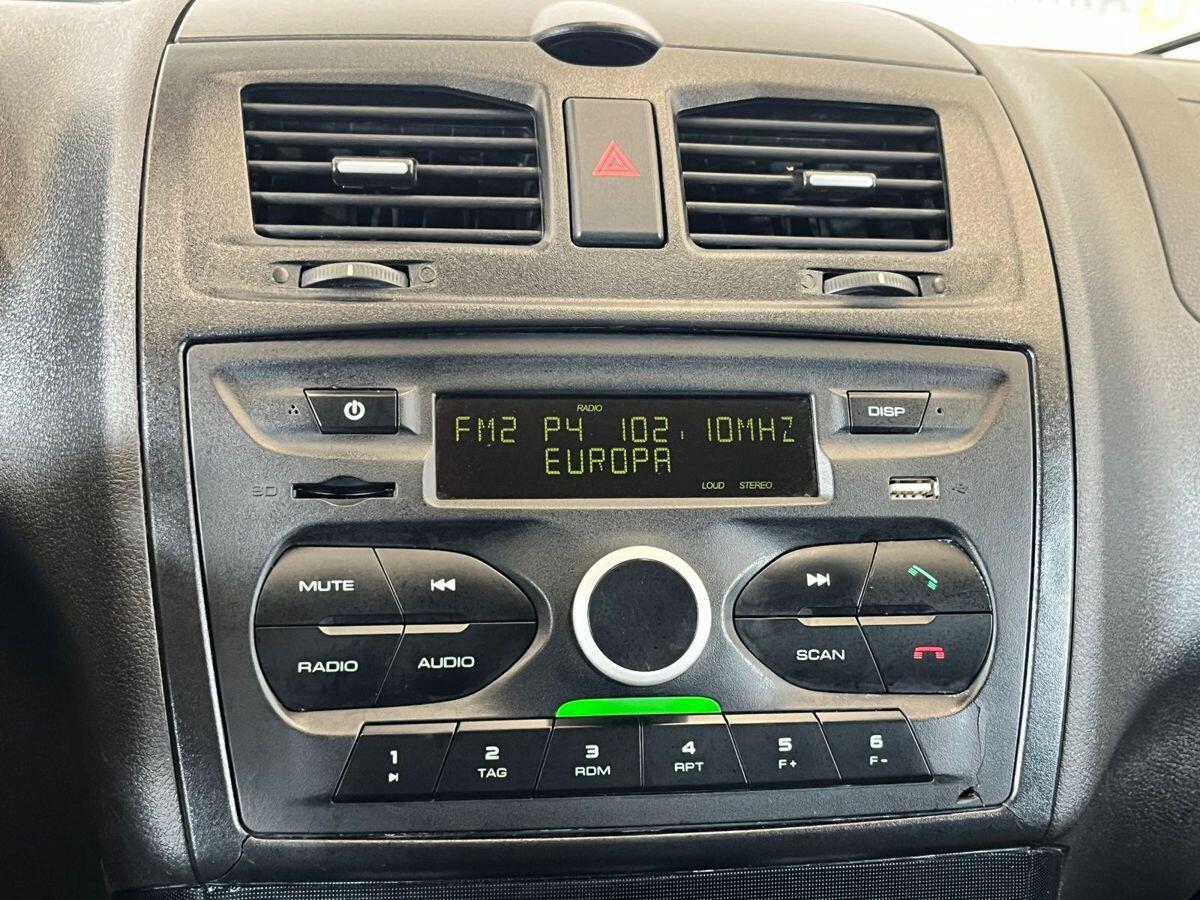 RADIO
FM2 P4 102.10MHZ
EUROPA
LOUD STEREO
DISP
SD
MUTE
RADIO
AUDIO
SCAN
1
2 TAG
3 RDM
4 RPT
5 F+
6 F-